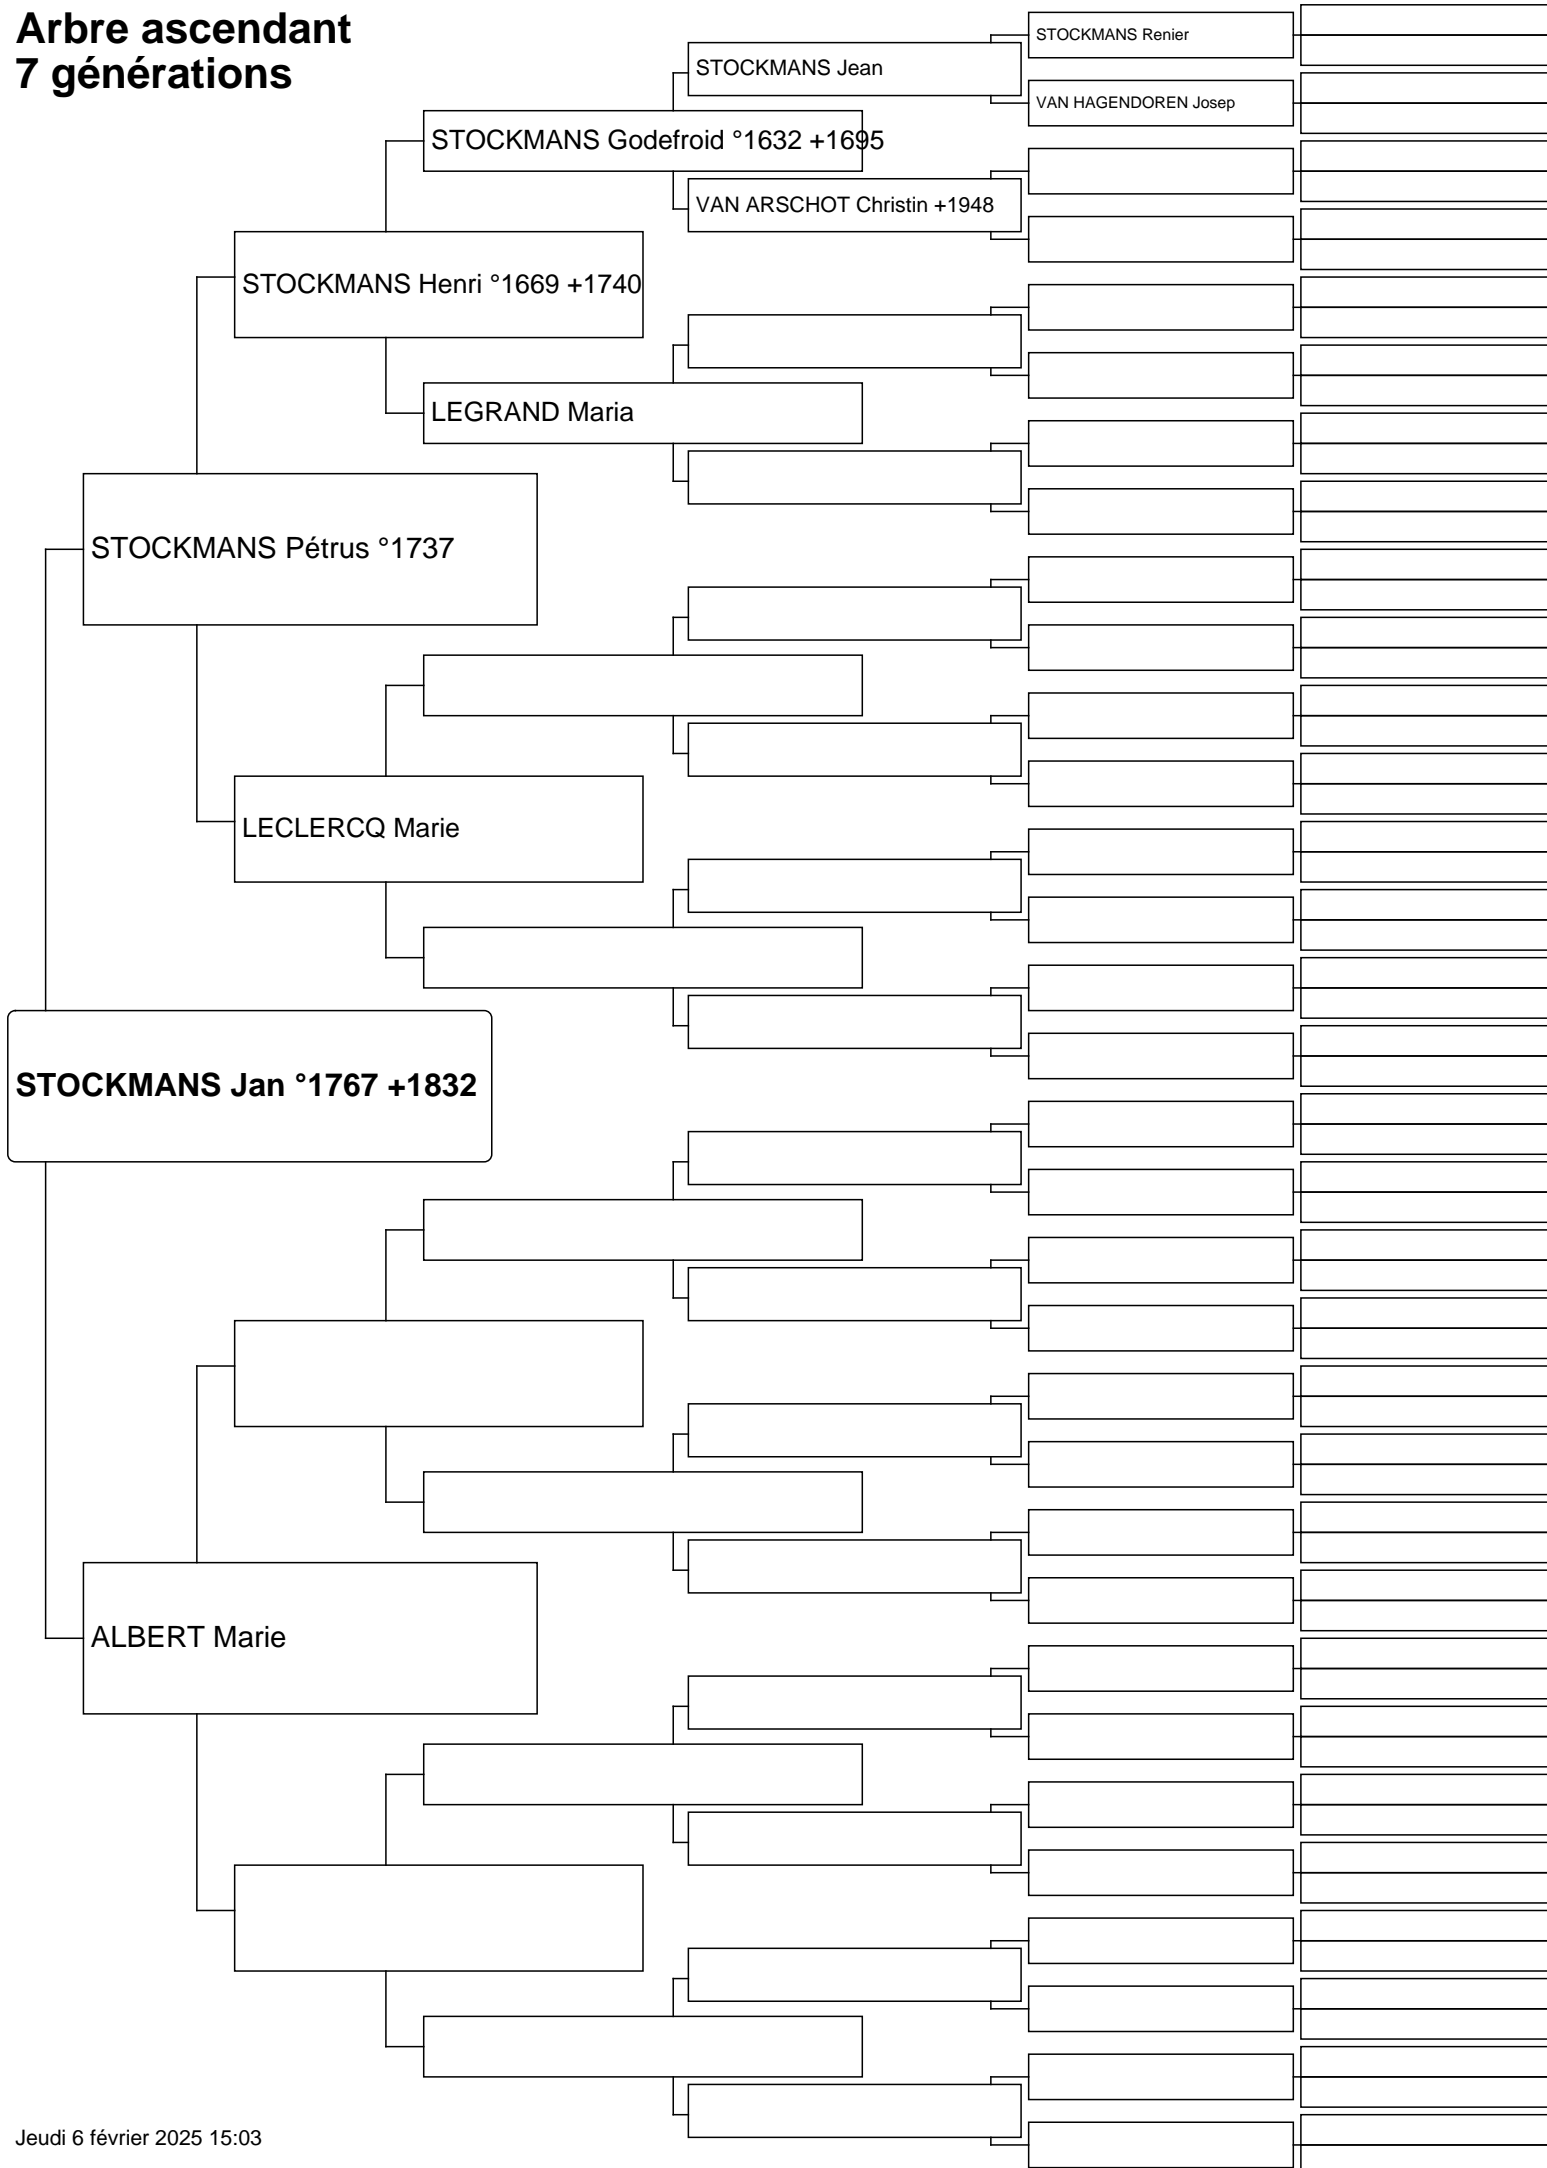 Arbre ascendant
7 générations
STOCKMANS Renier
STOCKMANS Jean
VAN HAGENDOREN Josep
STOCKMANS Godefroid °1632 +1695
VAN ARSCHOT Christin +1948
STOCKMANS Henri °1669 +1740
LEGRAND Maria
STOCKMANS Pétrus °1737
LECLERCQ Marie
STOCKMANS Jan °1767 +1832
ALBERT Marie
Jeudi 6 février 2025 15:03